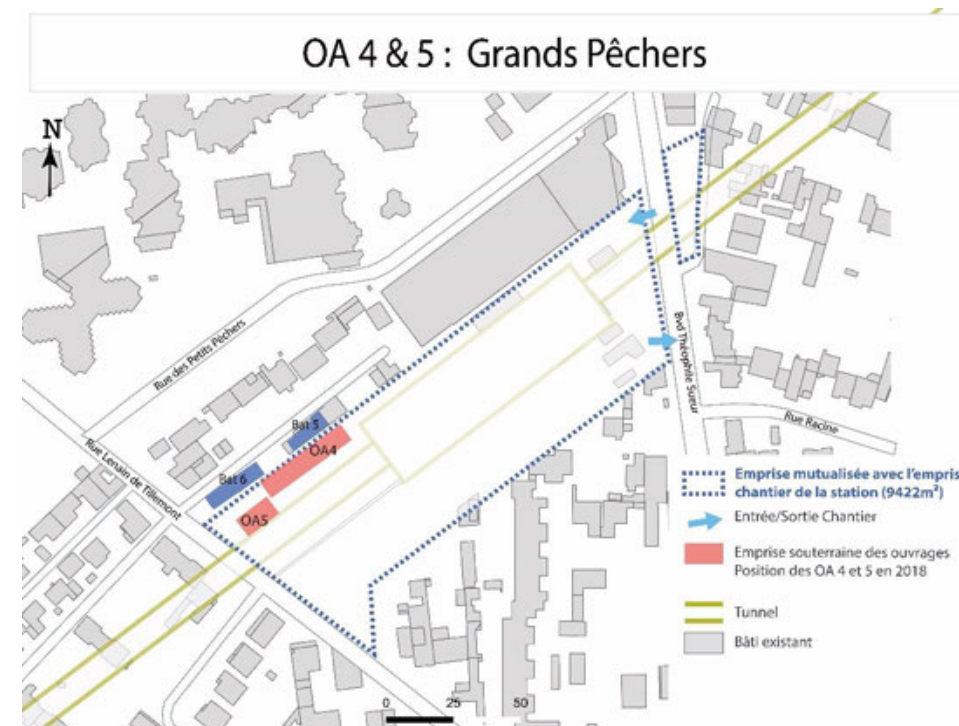 OA 4 & 5 : Grands Pêchers
N
Rue des Petits Pêchers
Bvd Théophile Sueur
Rue Racine
Bat 5
OA4
Bat 6
OA5
Rue Lenain de Tillemont
Emprise mutualisée avec l'empris
chantier de la station (9422m²)
Entrée/Sortie Chantier
Emprise souterraine des ouvrages
Position des OA 4 et 5 en 2018
Tunnel
Bâti existant
0 25 50